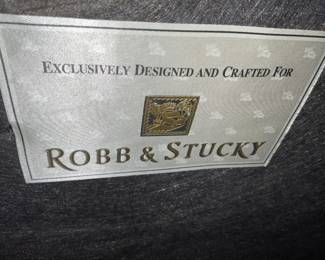 EXCLUSIVELY DESIGNED AND CRAFTED FOR
ROBB & STUCKY